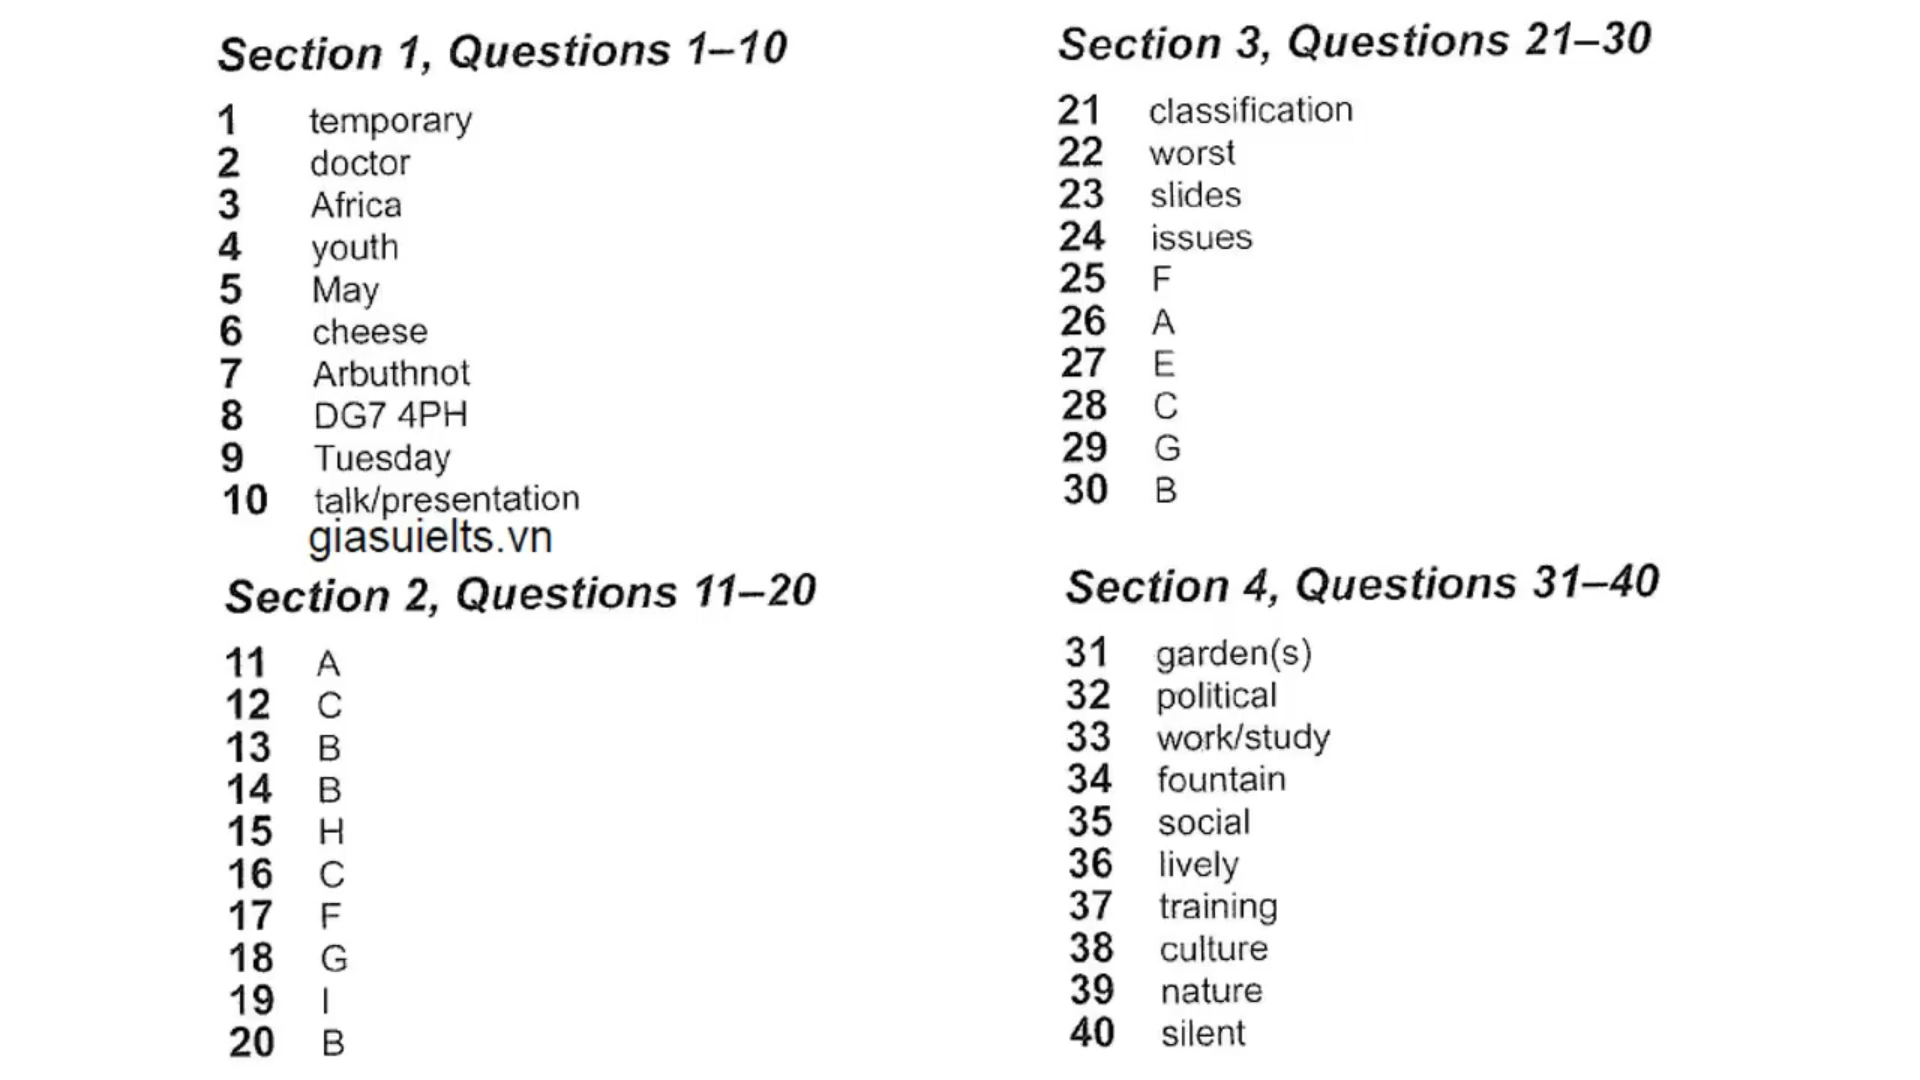 Section 1, Questions 1–10
1 temporary
2 doctor
3 Africa
4 youth
5 May
6 cheese
7 Arbuthnot
8 DG7 4PH
9 Tuesday
10 talk/presentation
giasuielts.vn
Section 2, Questions 11–20
11 A
12 C
13 B
14 B
15 H
16 C
17 F
18 G
19 I
20 B
Section 3, Questions 21–30
21 classification
22 worst
23 slides
24 issues
25 F
26 A
27 E
28 C
29 G
30 B
Section 4, Questions 31–40
31 garden(s)
32 political
33 work/study
34 fountain
35 social
36 lively
37 training
38 culture
39 nature
40 silent